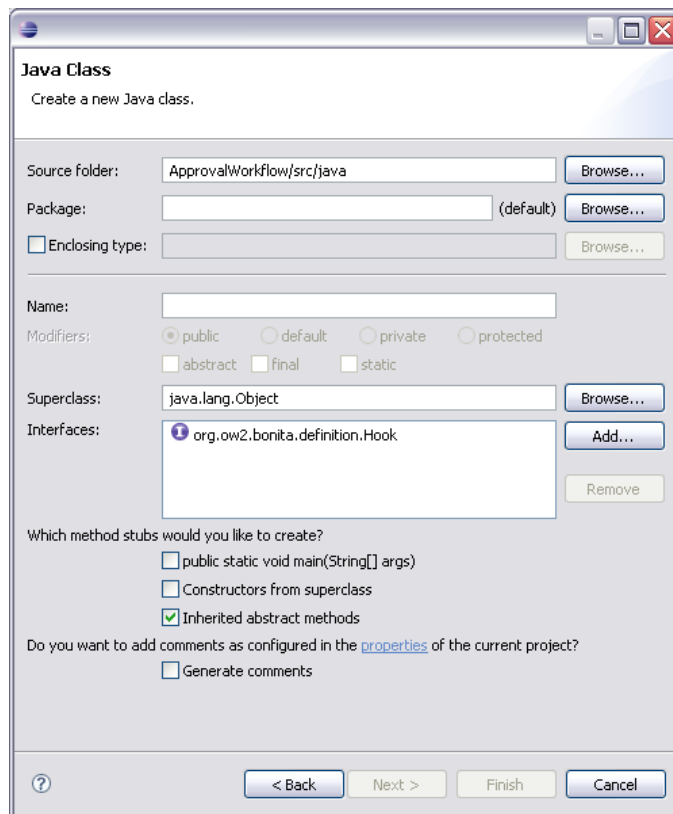 Java Class
Create a new Java class.
Source folder: ApprovalWorkflow/src/java Browse...
Package: (default) Browse...
Enclosing type: Browse...
Name:
Modifiers: public default private protected
abstract final static
Superclass: java.lang.Object Browse...
Interfaces: I org.ow2.bonita.definition.Hook Add...
Remove
Which method stubs would you like to create?
public static void main(String[] args)
Constructors from superclass
Inherited abstract methods
Do you want to add comments as configured in the properties of the current project?
Generate comments
? < Back Next > Finish Cancel